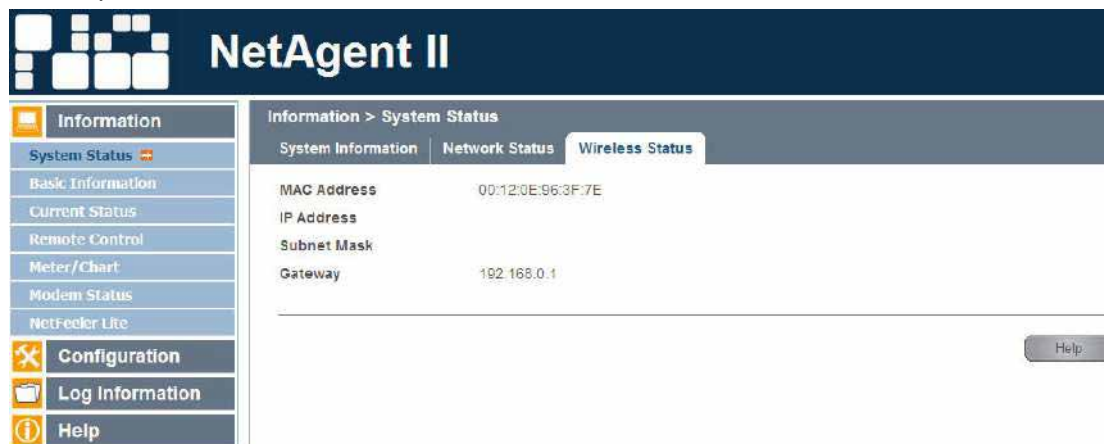 NetAgent II
Information
System Status
Basic Information
Current Status
Remote Control
Meter/Chart
Modem Status
NetFeeler Lite
Configuration
Log Information
Help
Information > System Status
System Information Network Status Wireless Status
MAC Address 00:12:0E:96:3F:7E
IP Address
Subnet Mask
Gateway 192.168.0.1
Help